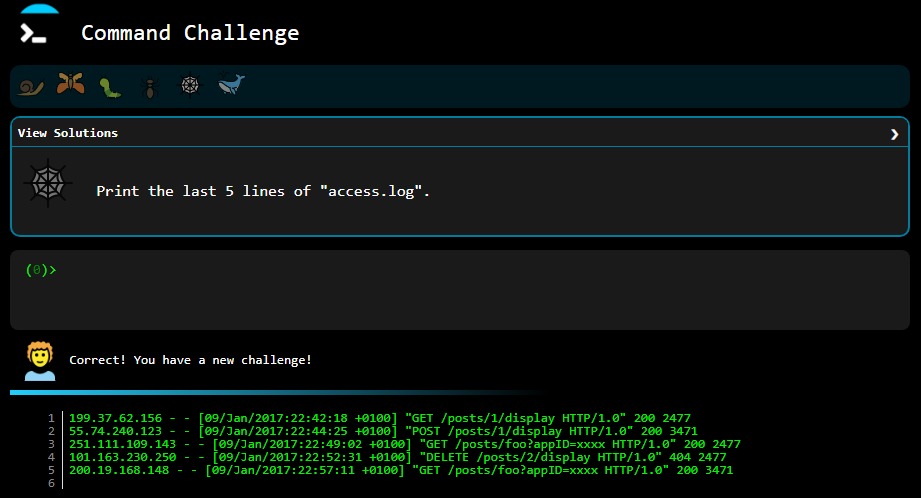 Command Challenge
View Solutions
Print the last 5 lines of "access.log".
(0)>
Correct! You have a new challenge!
1 199.37.62.156 - - [09/Jan/2017:22:42:18 +0100] "GET /posts/1/display HTTP/1.0" 200 2477
2 55.74.240.123 - - [09/Jan/2017:22:44:25 +0100] "POST /posts/1/display HTTP/1.0" 200 3471
3 251.111.109.143 - - [09/Jan/2017:22:49:02 +0100] "GET /posts/foo?appID=xxxx HTTP/1.0" 200 2477
4 101.163.230.250 - - [09/Jan/2017:22:52:31 +0100] "DELETE /posts/2/display HTTP/1.0" 404 2477
5 200.19.168.148 - - [09/Jan/2017:22:57:11 +0100] "GET /posts/foo?appID=xxxx HTTP/1.0" 200 3471
6